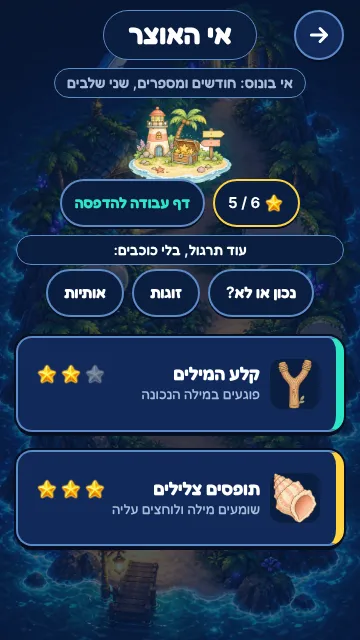 אי האוצר
אי בונוס: חודשים ומספרים, שני שלבים
5 / 6
דף עבודה להדפסה
עוד תרגול, בלי כוכבים:
נכון או לא?
זוגות
אותיות
קלע המילים
פוגעים במילה הנכונה
תופסים צלילים
שומעים מילה ולוחצים עליה